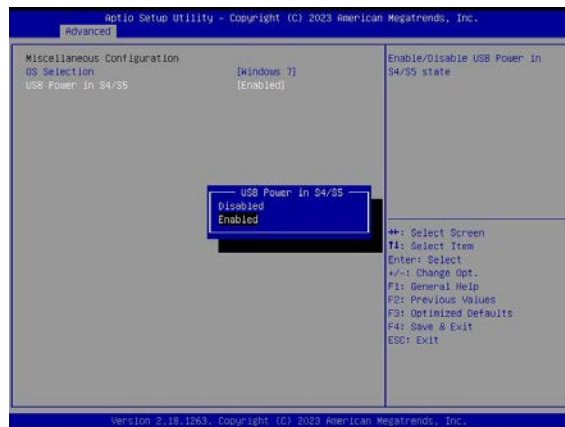 Aptio Setup Utility - Copyright (C) 2023 American Megatrends, Inc.
Advanced
Miscellaneous Configuration
OS Selection [Windows 7]
USB Power in S4/S5 [Enabled]
Enable/Disable USB Power in
S4/S5 state
USB Power in S4/S5
Disabled
Enabled
→←: Select Screen
↑↓: Select Item
Enter: Select
+/-: Change Opt.
F1: General Help
F2: Previous Values
F3: Optimized Defaults
F4: Save & Exit
ESC: Exit
Version 2.18.1263. Copyright (C) 2023 American Megatrends, Inc.